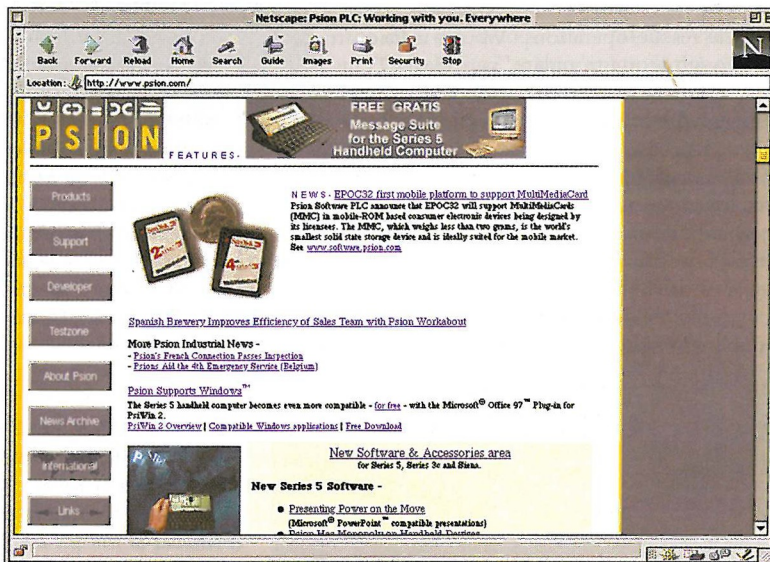 Netscape: Psion PLC: Working with you. Everywhere
Back Forward Reload Home Search Guide Images Print Security Stop
N
Location: http://www.psion.com/
PSION
FEATURES
FREE GRATIS
Message Suite
for the Series 5
Handheld Computer
Products
Support
Developer
Testzone
About Psion
News Archive
International
Links
NEWS - EPOC32 first mobile platform to support MultiMediaCard
Psion Software PLC announce that EPOC32 will support MultiMediaCards
(MMC) in mobile-ROM based consumer electronic devices being designed by
its licensees. The MMC, which weighs less than two grams, is the world's
smallest solid state storage device and is ideally suited for the mobile market.
See www.software.psion.com
2
4
Spanish Brewery Improves Efficiency of Sales Team with Psion Workabout
More Psion Industrial News -
- Psion's French Connection Passes Inspection
- Psions Aid the 4th Emergency Service (Belgium)
Psion Supports Windows™
The Series 5 handheld computer becomes even more compatible - for free - with the Microsoft® Office 97™ Plug-in for
PsiWin 2.
PsiWin 2 Overview | Compatible Windows applications | Free Download
New Software & Accessories area
for Series 5, Series 3c and Siena.
New Series 5 Software -
● Presenting Power on the Move
(Microsoft® PowerPoint™ compatible presentations)
● Psion Has Monopoly on Handheld Devices